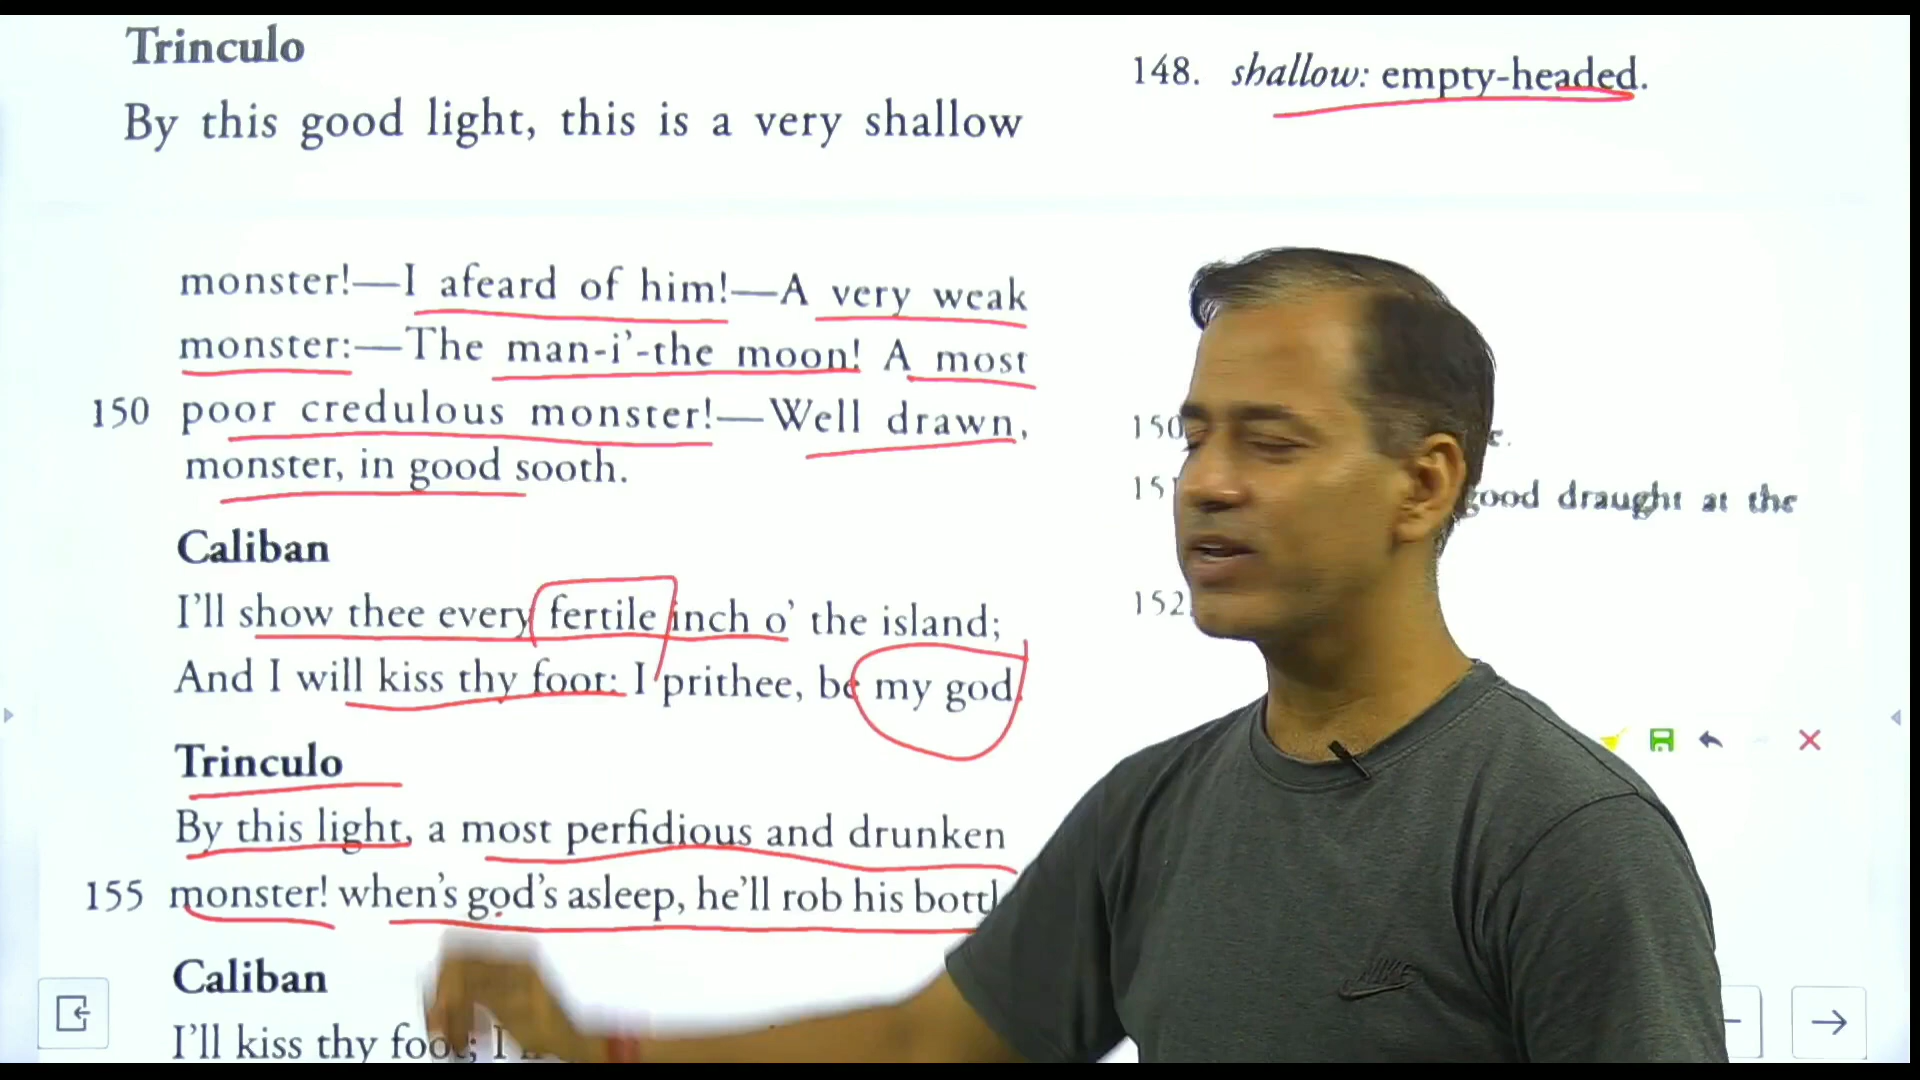 Trinculo
By this good light, this is a very shallow
148. shallow: empty-headed.
monster!—I afeard of him!—A very weak
monster:—The man-i'-the moon! A most
150 poor credulous monster!—Well drawn,
monster, in good sooth.
150
good draught at the
152
Caliban
I'll show thee every fertile inch o' the island;
And I will kiss thy foot: I prithee, be my god
Trinculo
By this light, a most perfidious and drunken
155 monster! when's god's asleep, he'll rob his
Caliban
I'll kiss thy
NIKE